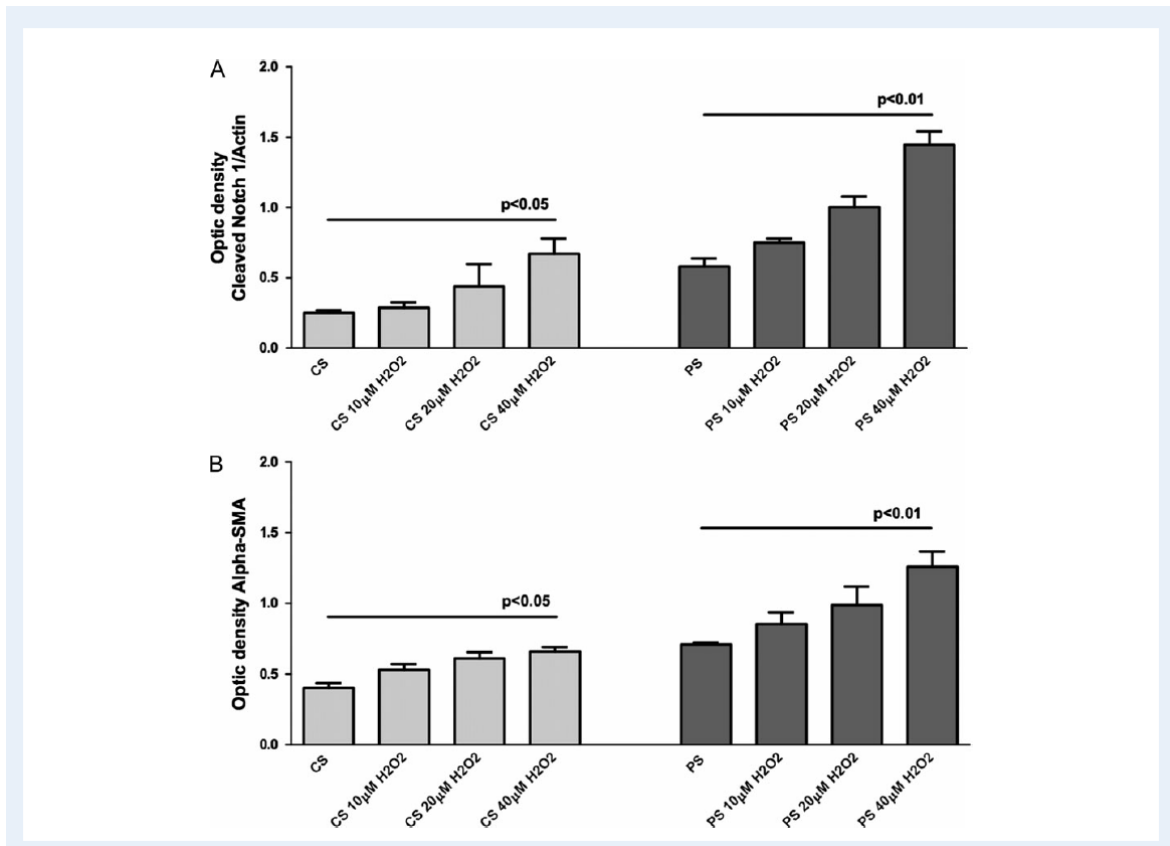 A
Optic density
Cleaved Notch 1/Actin
2.0
1.5
1.0
0.5
0.0
p<0.05
p<0.01
CS
CS 10μM H2O2
CS 20μM H2O2
CS 40μM H2O2
PS
PS 10μM H2O2
PS 20μM H2O2
PS 40μM H2O2
B
Optic density Alpha-SMA
2.0
1.5
1.0
0.5
0.0
p<0.05
p<0.01
CS
CS 10μM H2O2
CS 20μM H2O2
CS 40μM H2O2
PS
PS 10μM H2O2
PS 20μM H2O2
PS 40μM H2O2